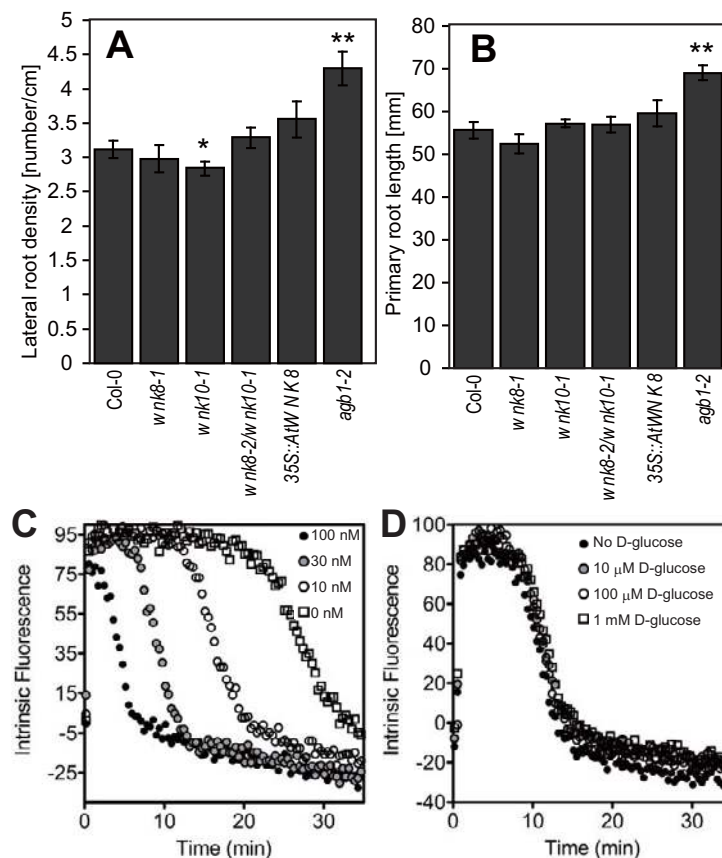 A
Lateral root density [number/cm]
5
4.5
4
3.5
3
2.5
2
1.5
1
0.5
0
*
**
Col-0
wnk8-1
wnk10-1
wnk8-2/wnk10-1
35S::AtWNK8
agb1-2
B
Primary root length [mm]
80
70
60
50
40
30
20
10
0
**
Col-0
wnk8-1
wnk10-1
wnk8-2/wnk10-1
35S::AtWNK8
agb1-2
C
Intrinsic Fluorescence
95
75
55
35
15
-5
-25
100 nM
30 nM
10 nM
0 nM
0 10 20 30
Time (min)
D
Intrinsic Fluorescence
100
80
60
40
20
0
-20
-40
No D-glucose
10 μM D-glucose
100 μM D-glucose
1 mM D-glucose
0 10 20 30
Time (min)